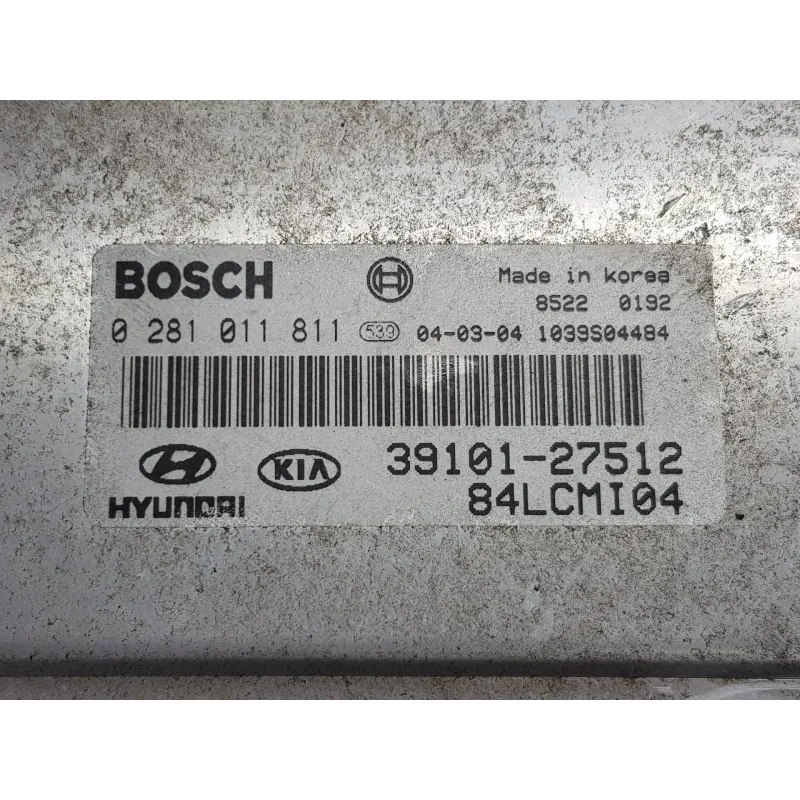 BOSCH
Made in Korea
8522 0192
0 281 011 811 539 04-03-04 1039S04484
HYUNDAI KIA 39101-27512
84LCMI04